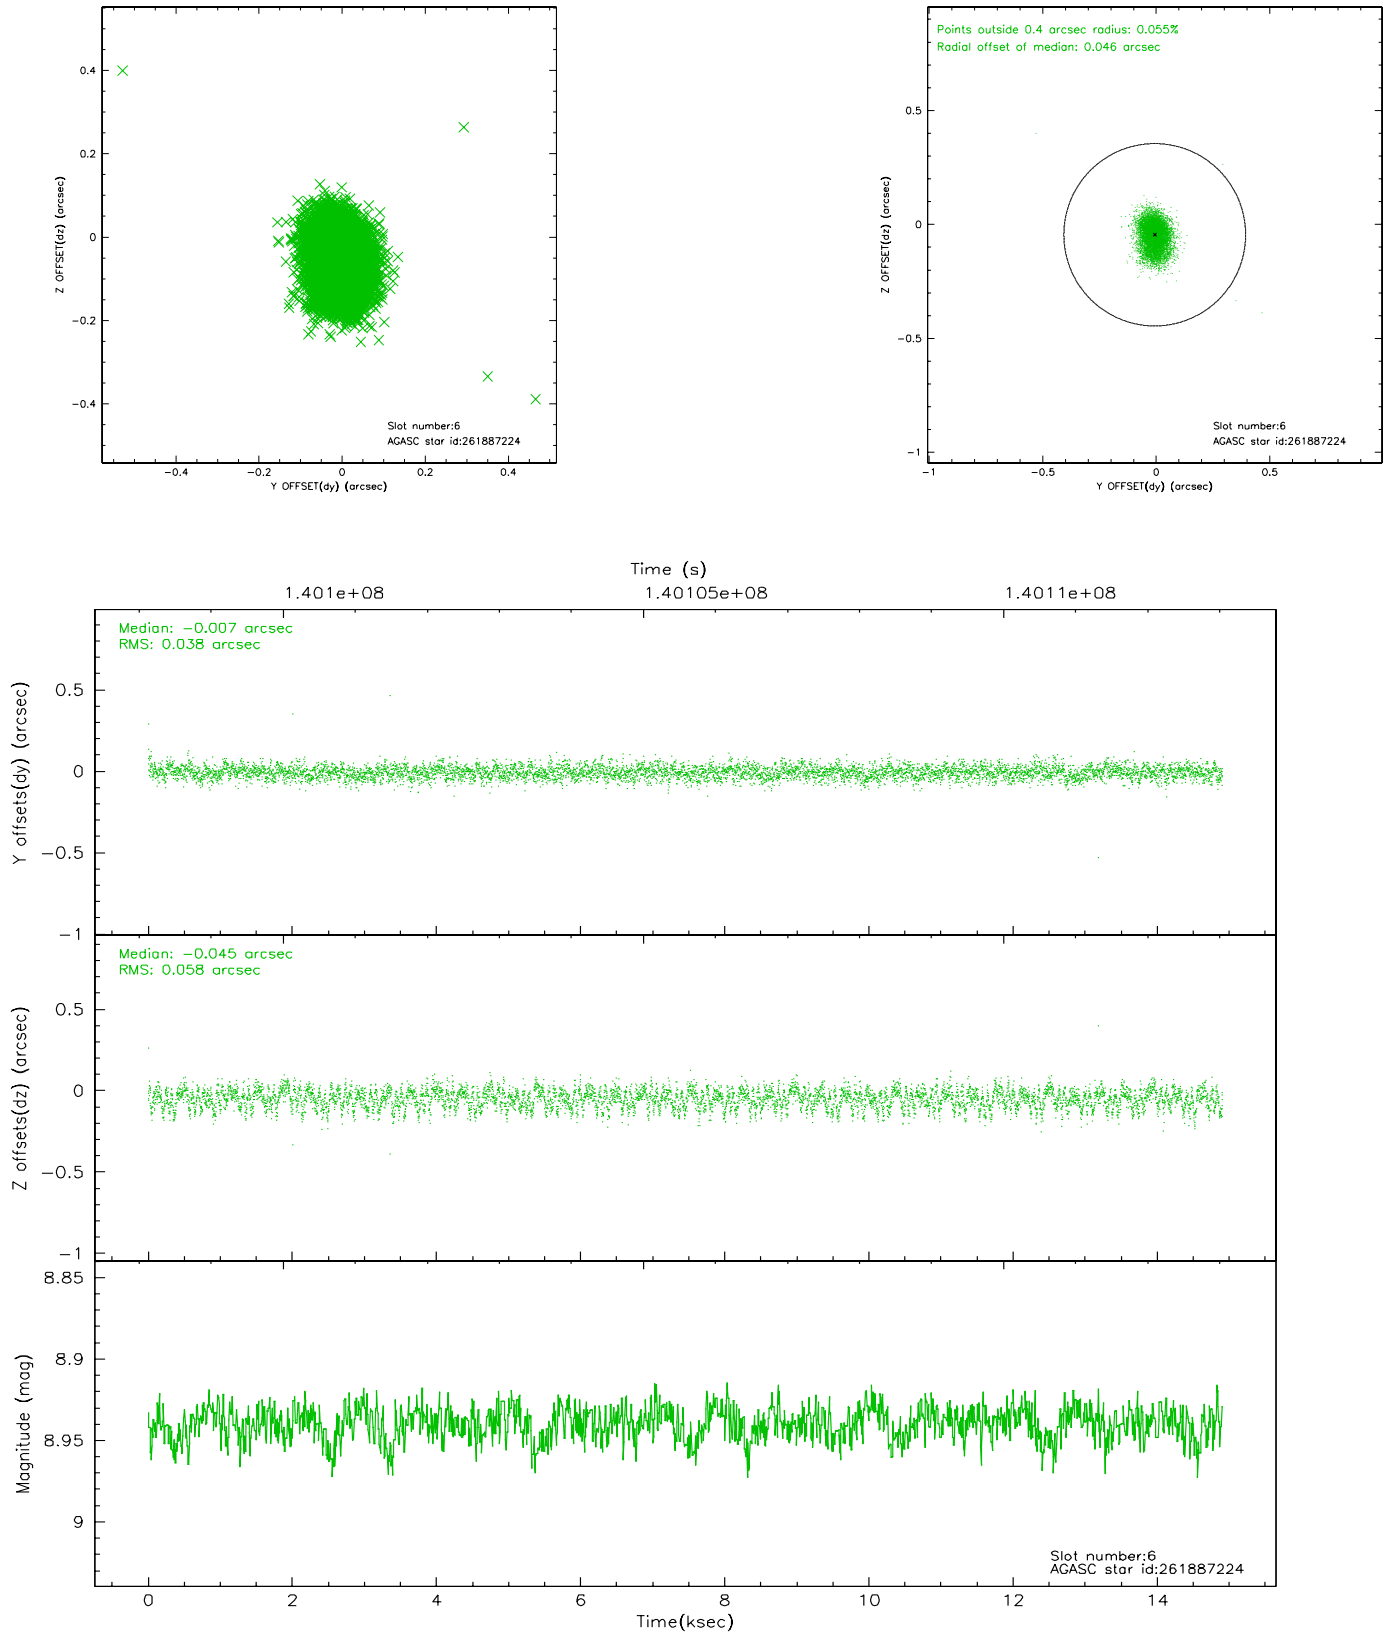 0.4
0.2
0
−0.2
−0.4
Z OFFSET(dz) (arcsec)
Slot number:6
AGASC star id:261887224
−0.4 −0.2 0 0.2 0.4
Y OFFSET(dy) (arcsec)
Points outside 0.4 arcsec radius: 0.055%
Radial offset of median: 0.046 arcsec
0.5
0
−0.5
−1
Z OFFSET(dz) (arcsec)
Slot number:6
AGASC star id:261887224
−1 −0.5 0 0.5
Y OFFSET(dy) (arcsec)
Time (s)
1.401e+08 1.40105e+08 1.4011e+08
Median: −0.007 arcsec
RMS: 0.038 arcsec
0.5
0
−0.5
−1
Y offsets(dy) (arcsec)
Median: −0.045 arcsec
RMS: 0.058 arcsec
0.5
0
−0.5
−1
Z offsets(dz) (arcsec)
8.85
8.9
8.95
9
Magnitude (mag)
Slot number:6
AGASC star id:261887224
0 2 4 6 8 10 12 14
Time(ksec)